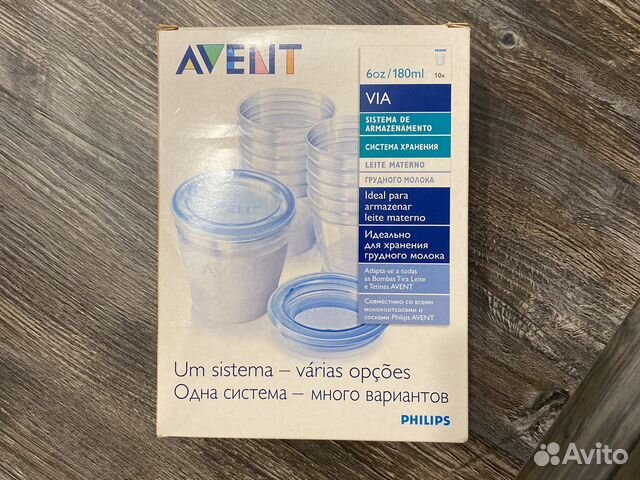 AVENT
6oz/180ml
10x
VIA
SISTEMA DE
ARMAZENAMENTO
СИСТЕМА ХРАНЕНИЯ
LEITE MATERNO
ГРУДНОГО МОЛОКА
Ideal para
armazenar
leite materno
Идеально
для хранения
грудного молока
Adapta-se a todas
as Bombas Tira Leite
e Tetinas AVENT
Совместимо со всеми
молокоотсосами и
сосками Philips AVENT
AVENT
Um sistema – várias opções
Одна система – много вариантов
PHILIPS
Avito